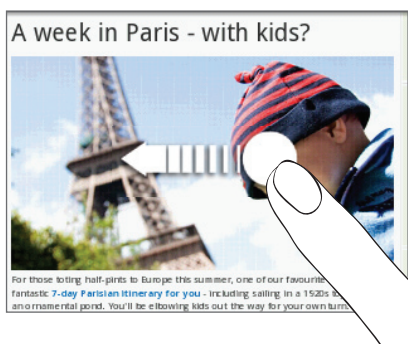 A week in Paris - with kids?
For those toting half-pints to Europe this summer, one of our favourite
fantastic 7-day Parisian itinerary for you - including sailing in a 1920s
an ornamental pond. You'll be elbowing kids out the way for your own turn.